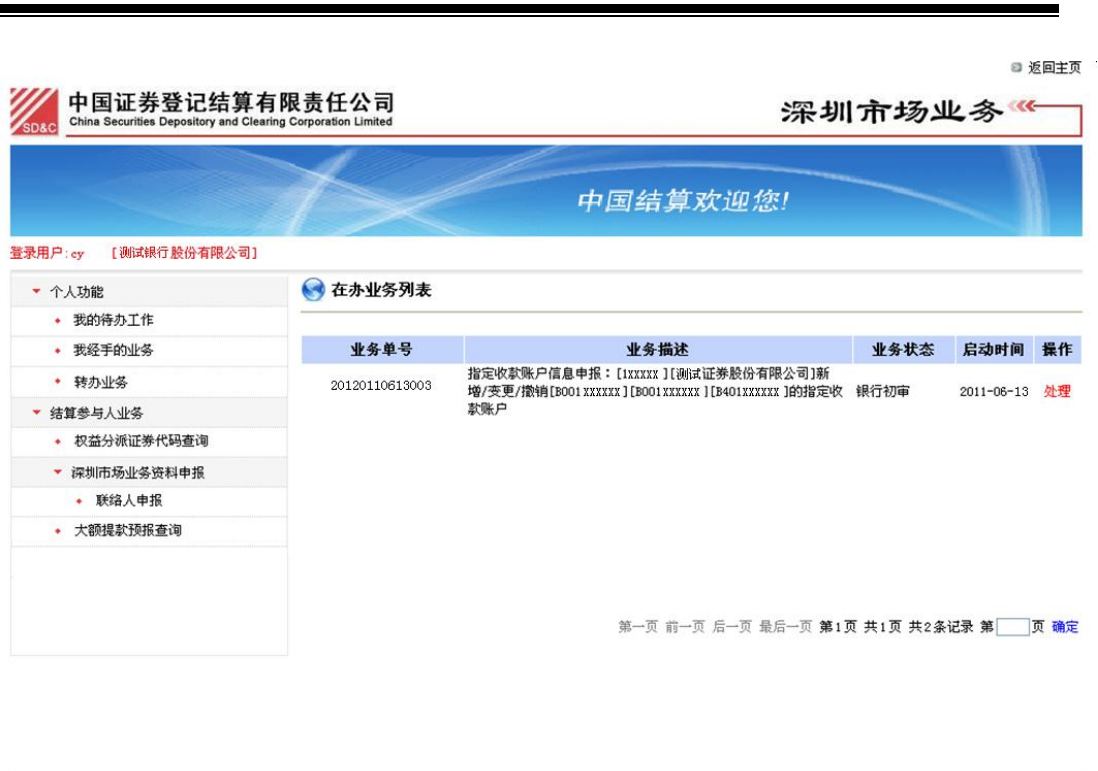 返回主页
中国证券登记结算有限责任公司
SD&C
China Securities Depository and Clearing Corporation Limited
深圳市场业务
中国结算欢迎您!
登录用户:cy [测试银行股份有限公司]
个人功能
我的待办工作
我经手的业务
转办业务
结算参与人业务
权益分派证券代码查询
深圳市场业务资料申报
联络人申报
大额提款预报查询
在办业务列表
业务单号 业务描述 业务状态 启动时间 操作
20120110613003 指定收款账户信息申报:[1xxxxx ][测试证券股份有限公司]新
增/变更/撤销[B001xxxxxx][B001xxxxxx ][B401xxxxxx ]的指定收 银行初审 2011-06-13 处理
款账户
第一页 前一页 后一页 最后一页 第1页 共1页 共2条记录 第 页 确定